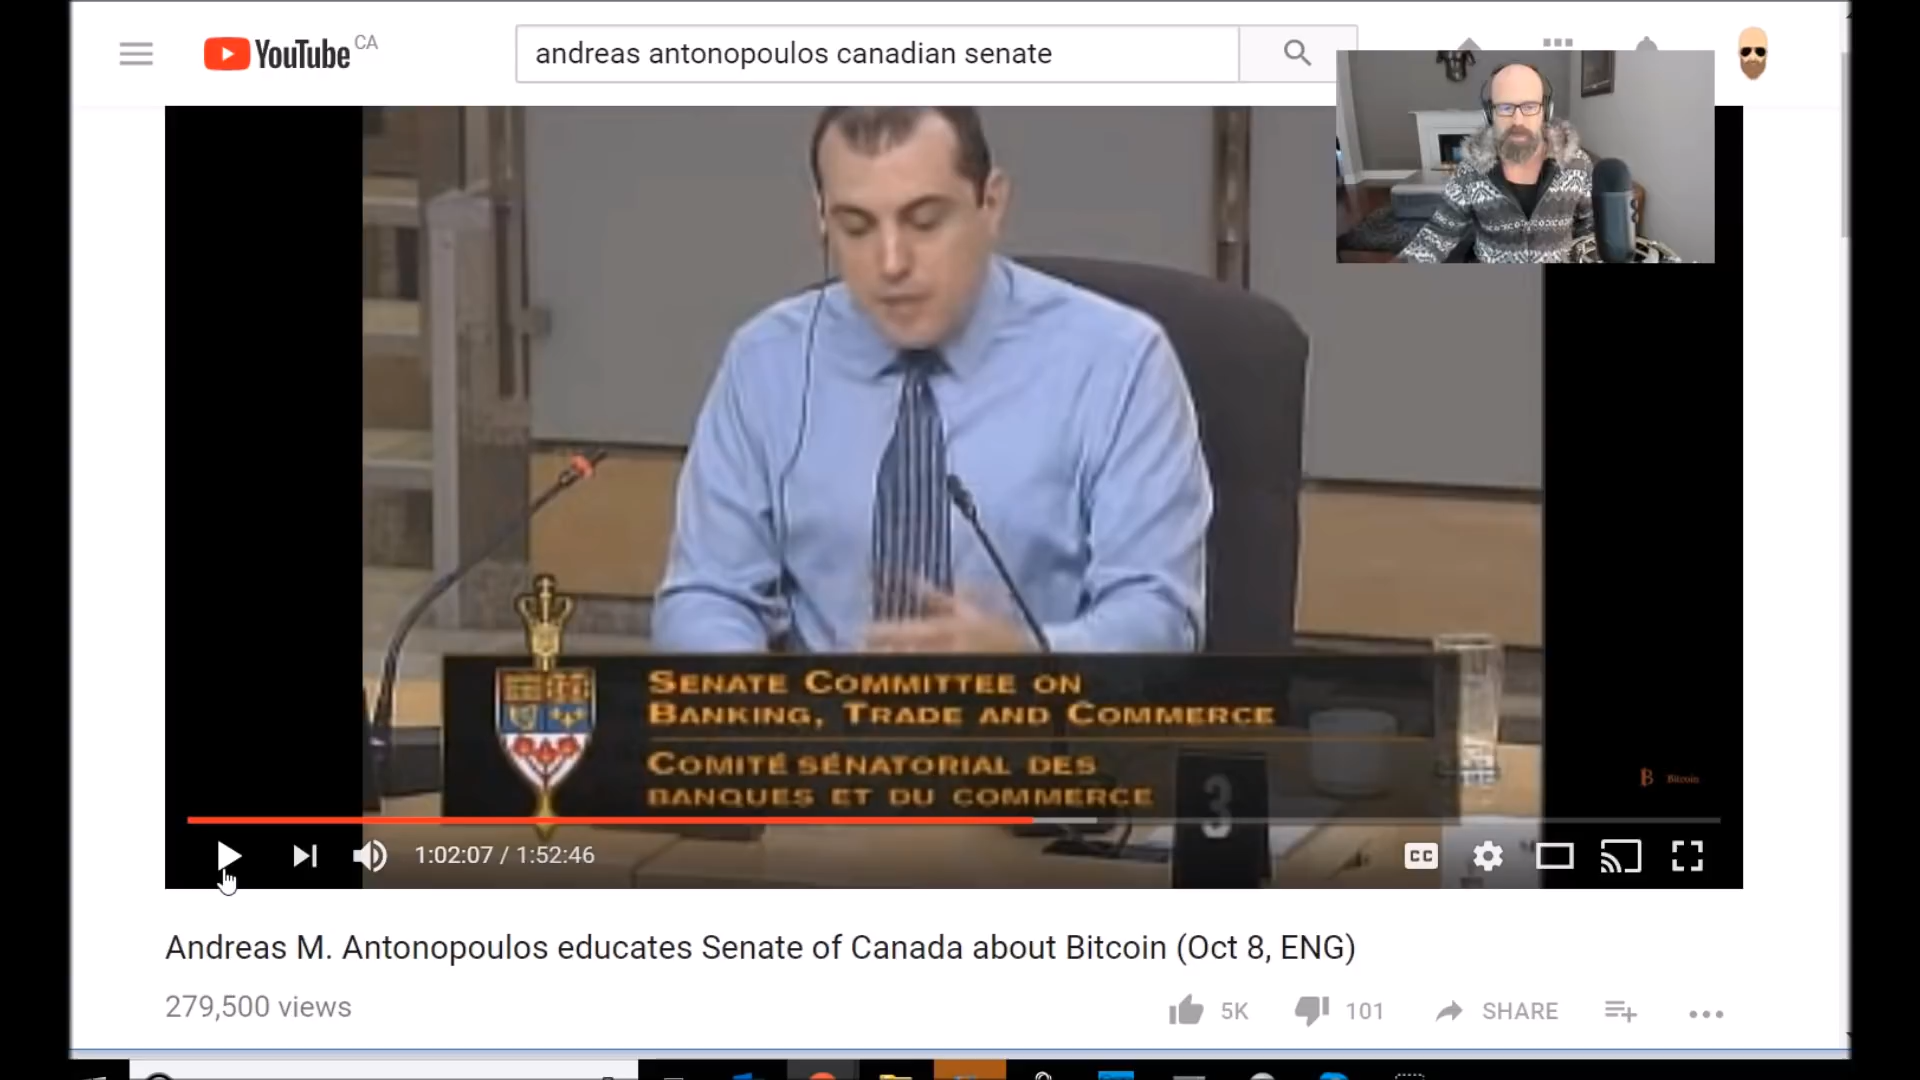 YouTube CA
andreas antonopoulos canadian senate
SENATE COMMITTEE ON
BANKING, TRADE AND COMMERCE
COMITÉ SÉNATORIAL DES
BANQUES ET DU COMMERCE
3
Bitcoin
1:02:07 / 1:52:46
CC
Andreas M. Antonopoulos educates Senate of Canada about Bitcoin (Oct 8, ENG)
279,500 views
5K
101
SHARE